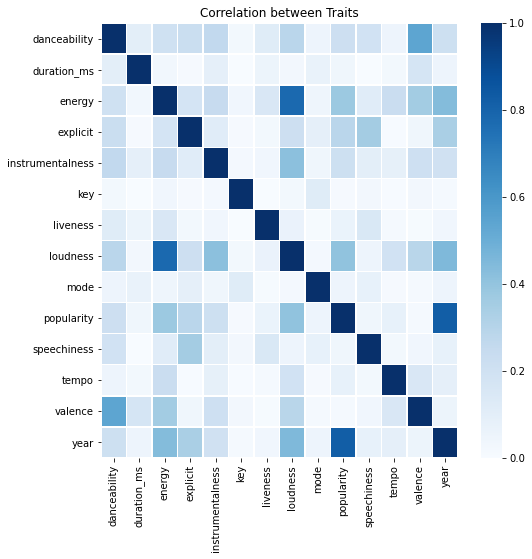 Correlation between Traits
danceability
duration_ms
energy
explicit
instrumentalness
key
liveness
loudness
mode
popularity
speechiness
tempo
valence
year
danceability
duration_ms
energy
explicit
instrumentalness
key
liveness
loudness
mode
popularity
speechiness
tempo
valence
year
1.0
0.8
0.6
0.4
0.2
0.0